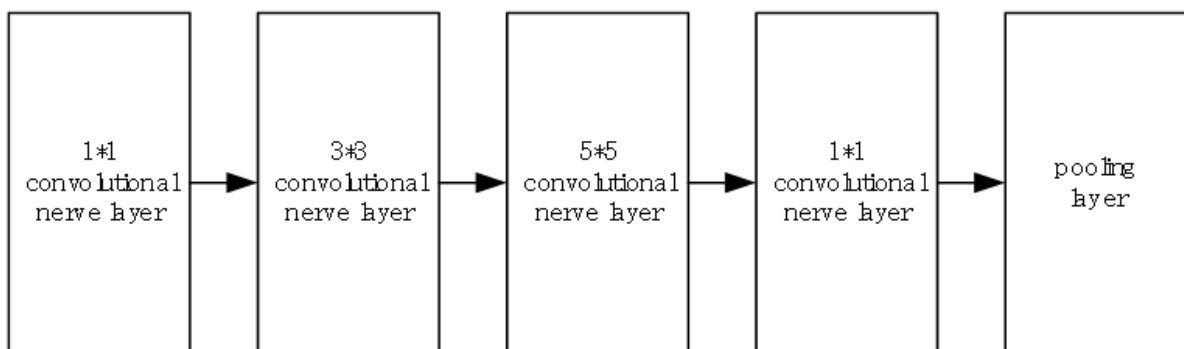 1*1
convolutional
nerve layer
3*3
convolutional
nerve layer
5*5
convolutional
nerve layer
1*1
convolutional
nerve layer
pooling
layer